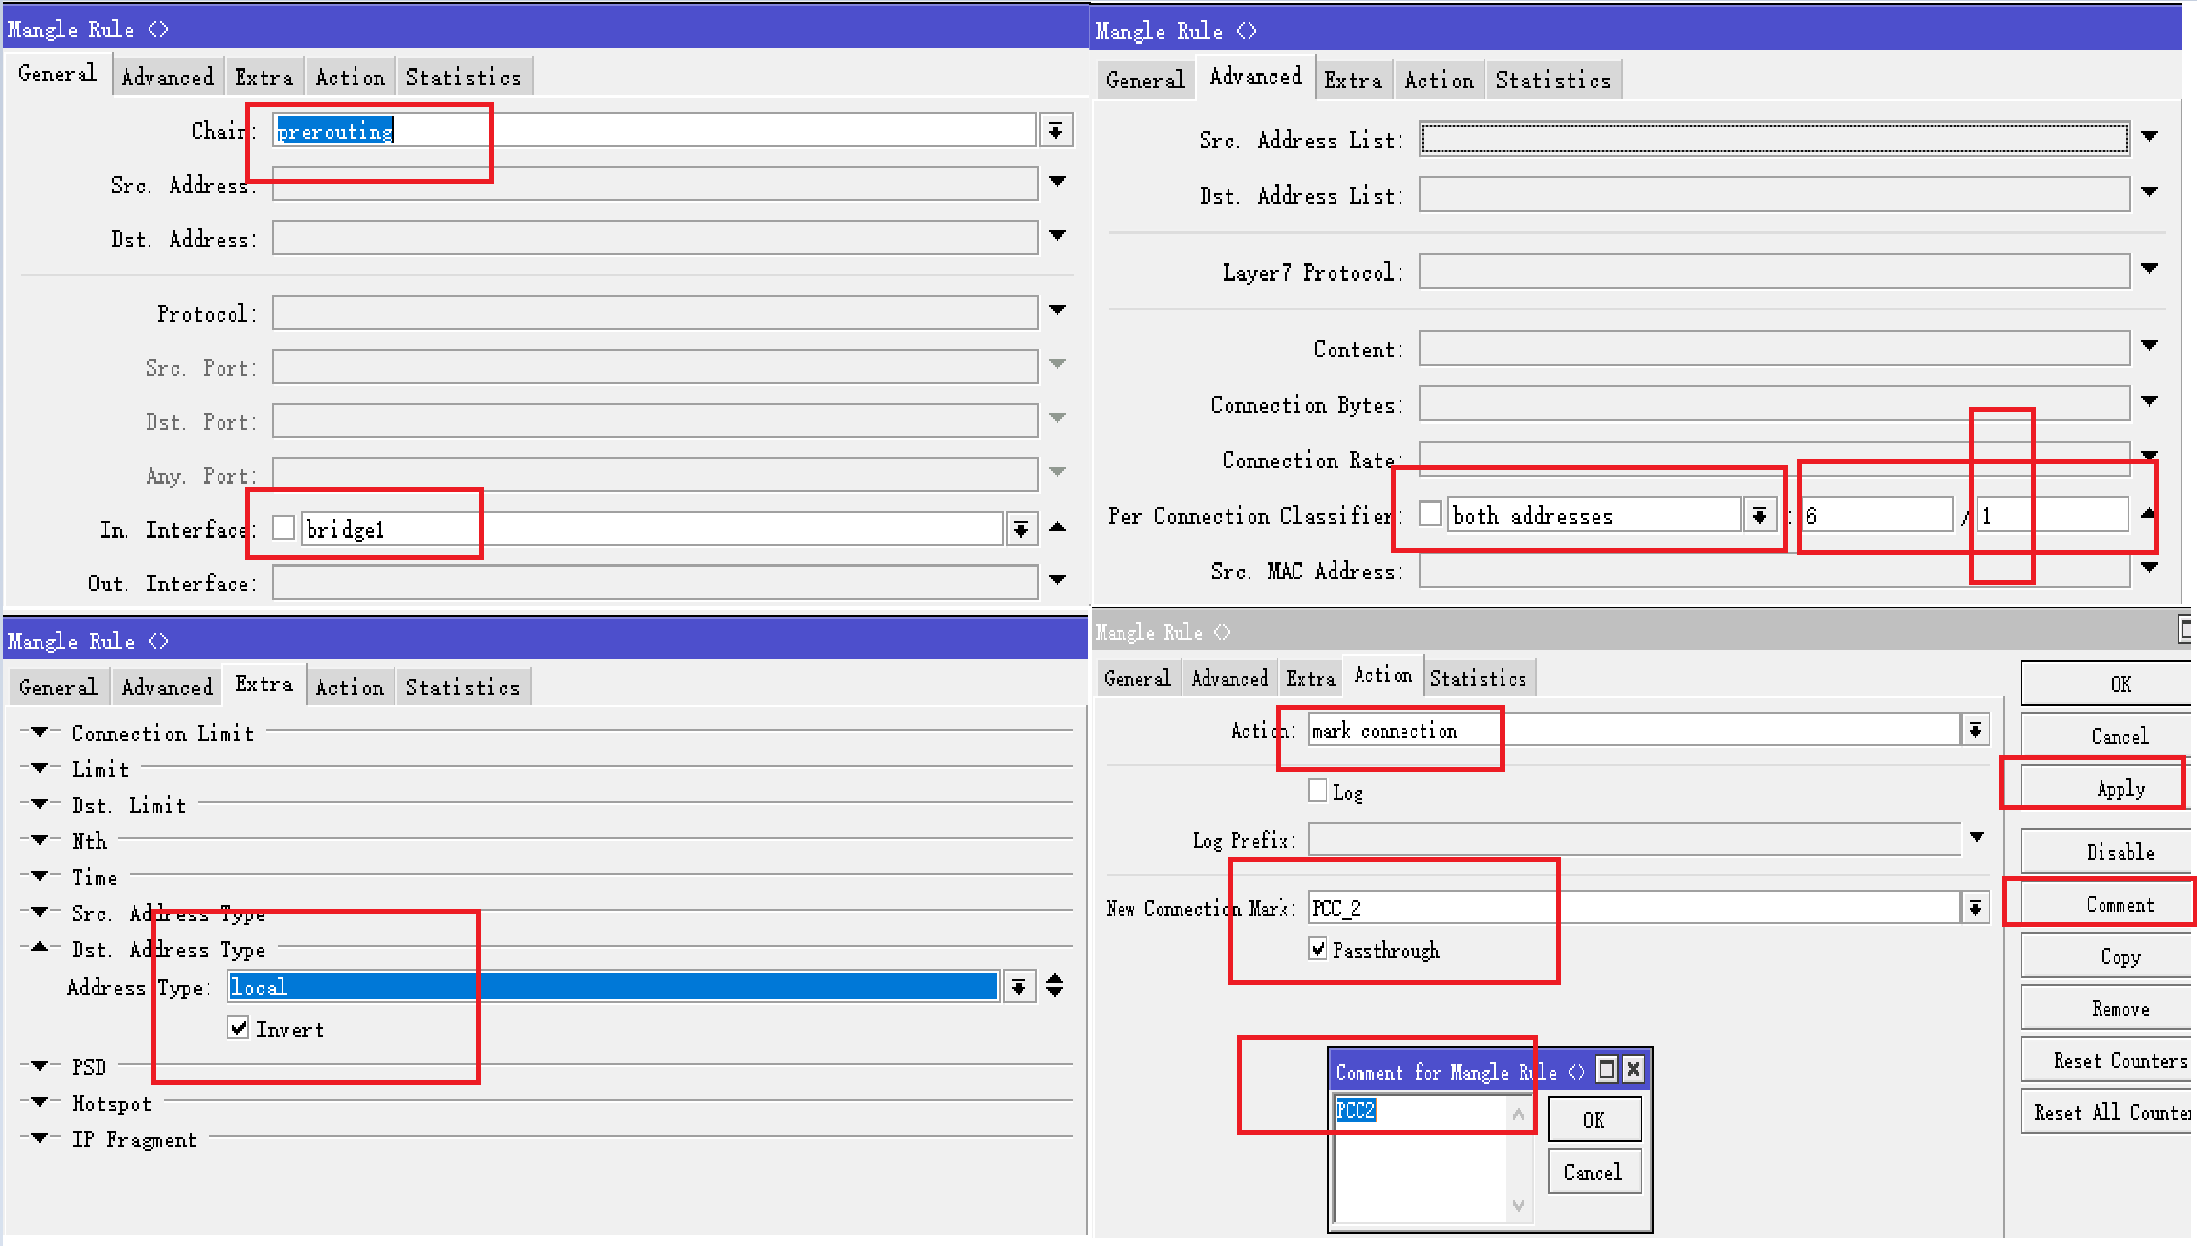 Mangle Rule <>
General Advanced Extra Action Statistics
Chain: prerouting
Src. Address:
Dst. Address:
Protocol:
Src. Port:
Dst. Port:
Any. Port:
In. Interface: bridge1
Out. Interface:
Mangle Rule <>
General Advanced Extra Action Statistics
Src. Address List:
Dst. Address List:
Layer7 Protocol:
Content:
Connection Bytes:
Connection Rate:
Per Connection Classifier: both addresses : 6 / 1
Src. MAC Address:
Mangle Rule <>
General Advanced Extra Action Statistics
Connection Limit
Limit
Dst. Limit
Nth
Time
Src. Address Type
Dst. Address Type
Address Type: local
Invert
PSD
Hotspot
IP Fragment
Mangle Rule <>
General Advanced Extra Action Statistics
Action: mark connection
Log
Log Prefix:
New Connection Mark: PCC_2
Passthrough
OK
Cancel
Apply
Disable
Comment
Copy
Remove
Reset Counters
Reset All Counter
Comment for Mangle Rule <>
PCC2
OK
Cancel